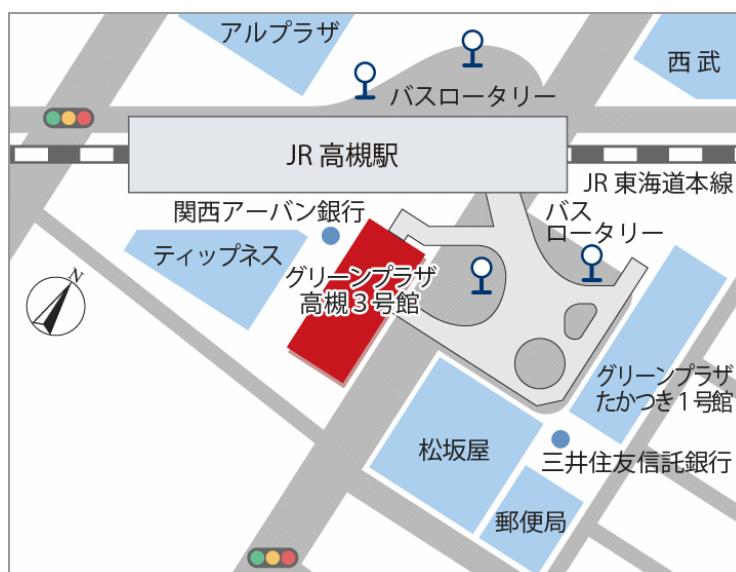 アルプラザ
西武
バスロータリー
JR 高槻駅
JR 東海道本線
関西アーバン銀行
バス
ロータリー
ティップネス
グリーンプラザ
高槻3号館
N
グリーンプラザ
たかつき1号館
松坂屋
三井住友信託銀行
郵便局